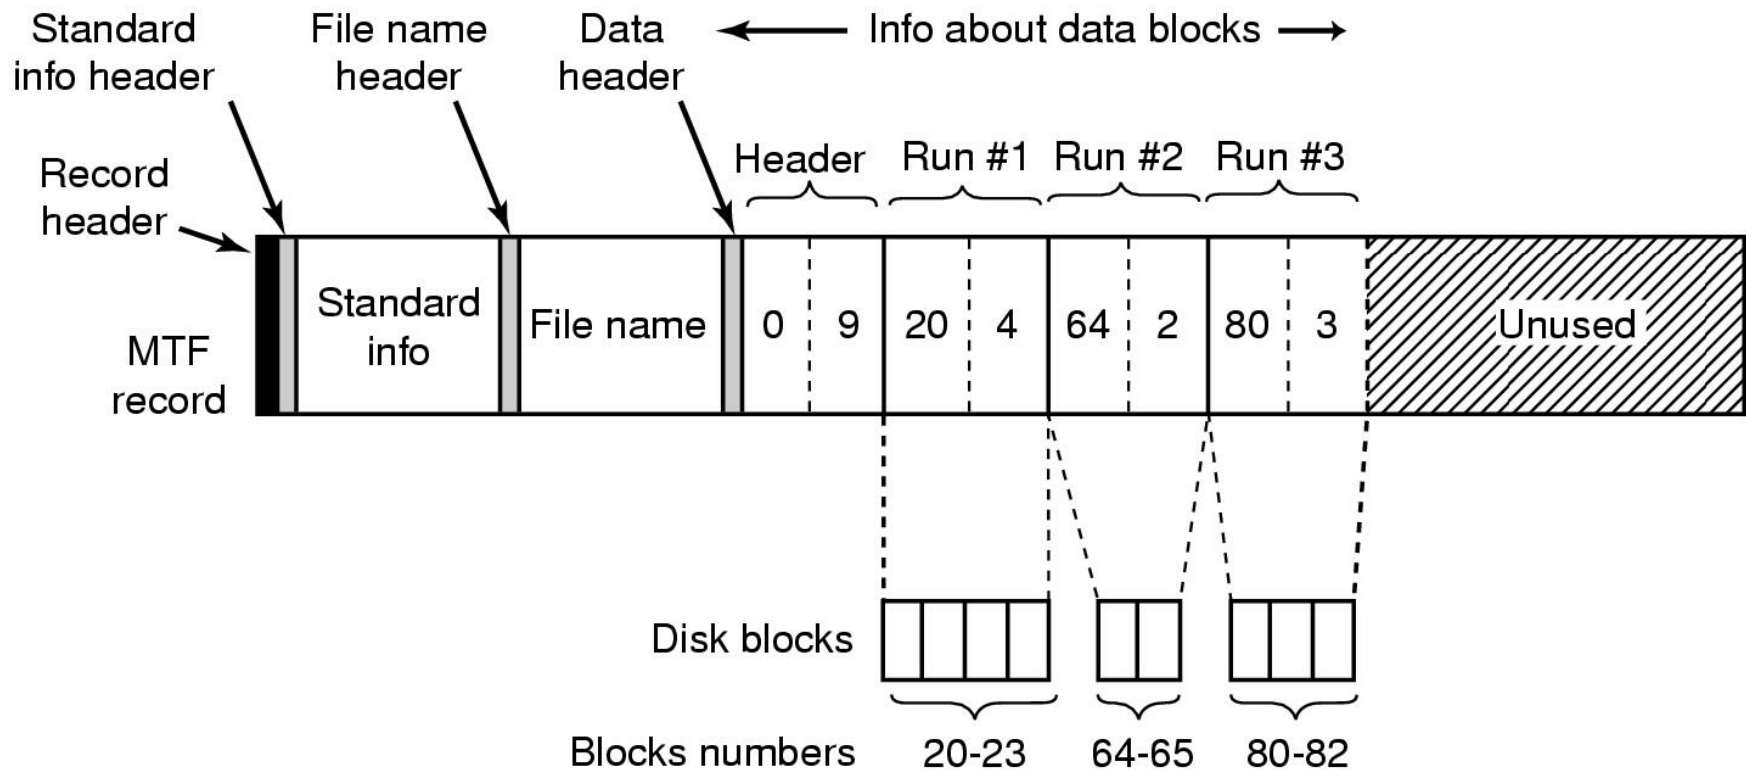 Standard
info header
File name
header
Data
header
Info about data blocks
Record
header
Header
Run #1
Run #2
Run #3
MTF
record
Standard
info
File name
0 9 20 4 64 2 80 3
Unused
Disk blocks
Blocks numbers
20-23
64-65
80-82